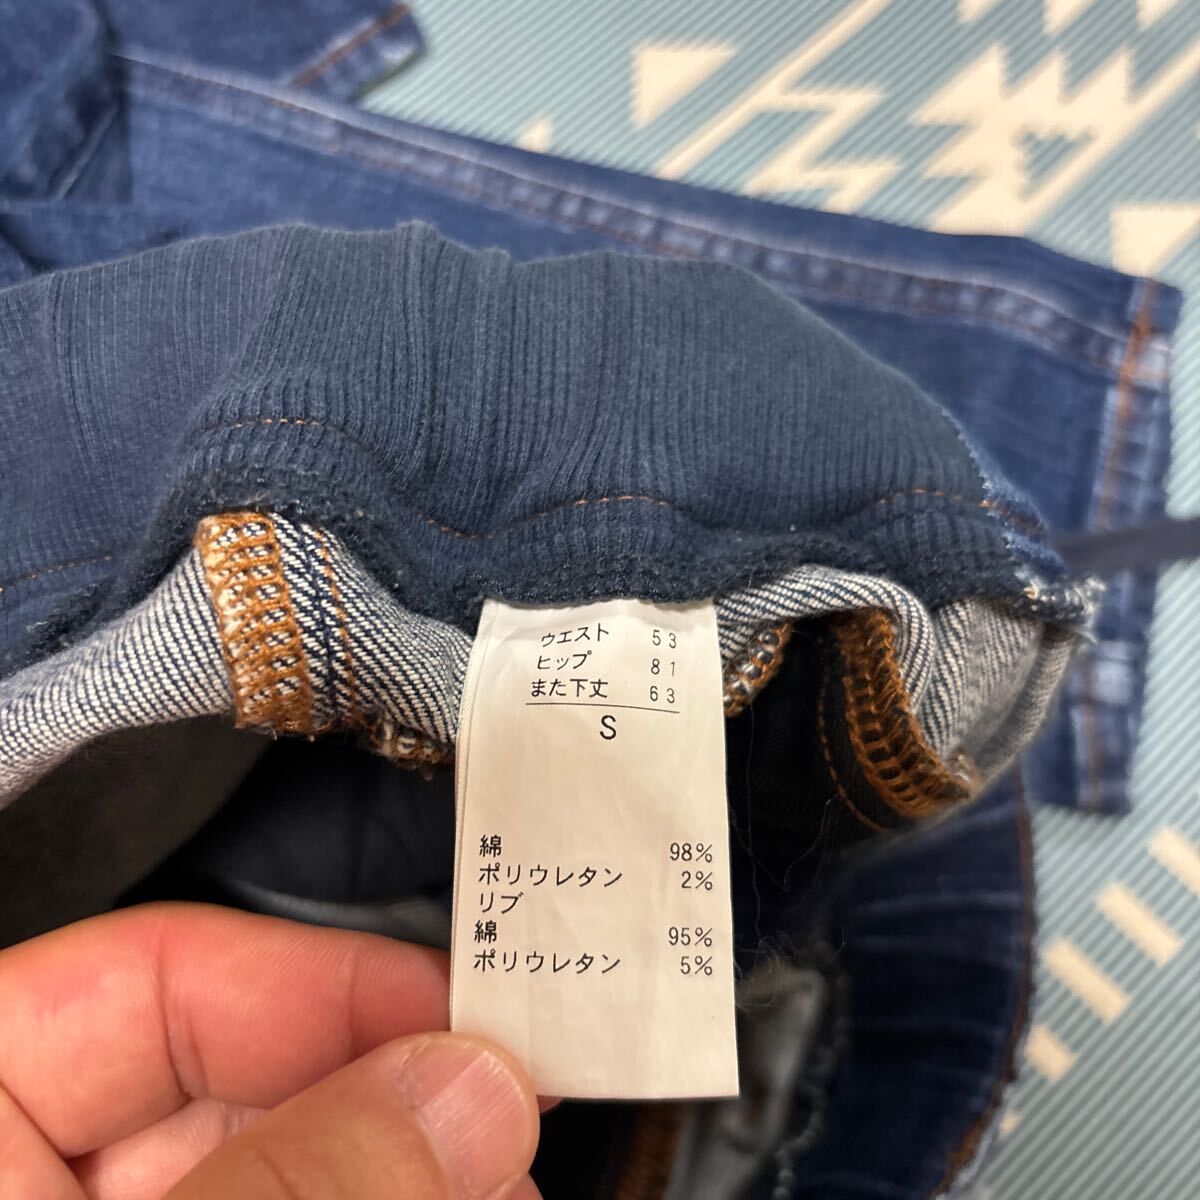 ウエスト 53
ヒップ 81
また下丈 63
S
綿 98%
ポリウレタン 2%
リブ
綿 95%
ポリウレタン 5%